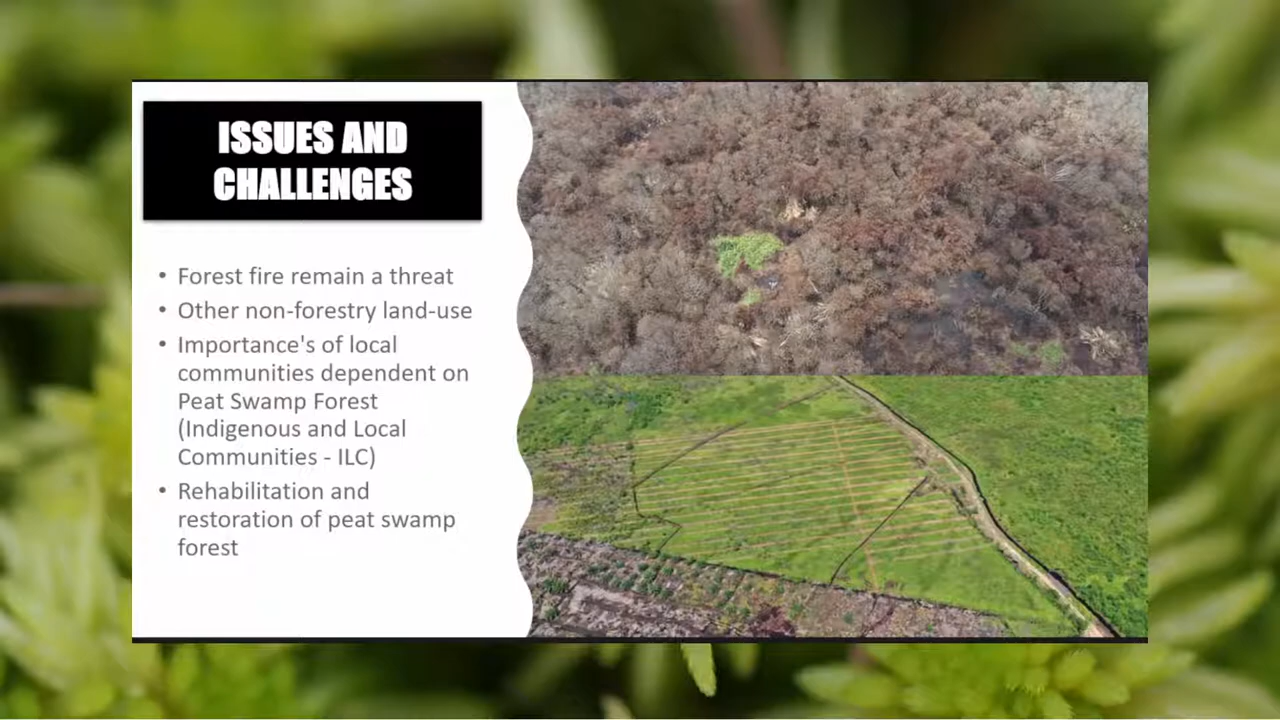 ISSUES AND
CHALLENGES
• Forest fire remain a threat
• Other non-forestry land-use
• Importance's of local
communities dependent on
Peat Swamp Forest
(Indigenous and Local
Communities - ILC)
• Rehabilitation and
restoration of peat swamp
forest